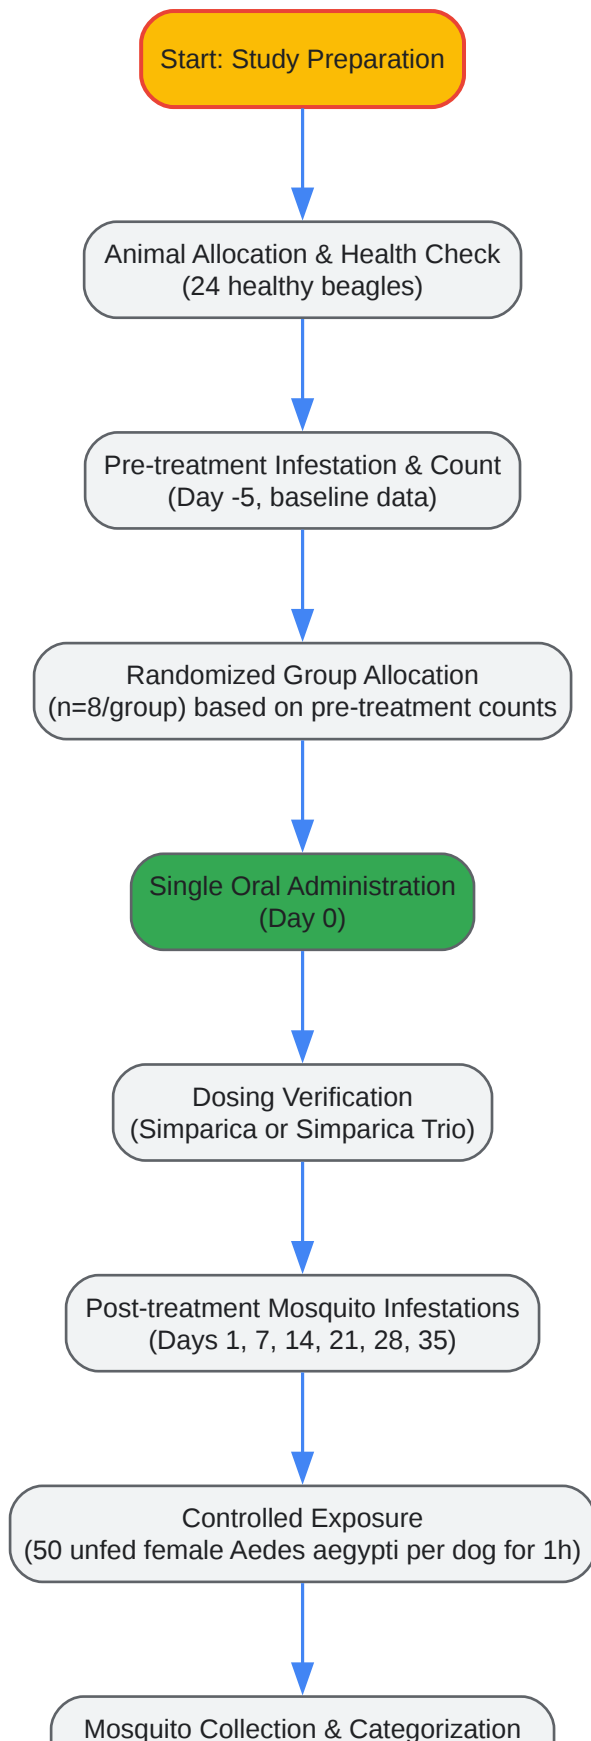 Start: Study Preparation
Animal Allocation & Health Check
(24 healthy beagles)
Pre-treatment Infestation & Count
(Day -5, baseline data)
Randomized Group Allocation
(n=8/group) based on pre-treatment counts
Single Oral Administration
(Day 0)
Dosing Verification
(Simparica or Simparica Trio)
Post-treatment Mosquito Infestations
(Days 1, 7, 14, 21, 28, 35)
Controlled Exposure
(50 unfed female Aedes aegypti per dog for 1h)
Mosquito Collection & Categorization